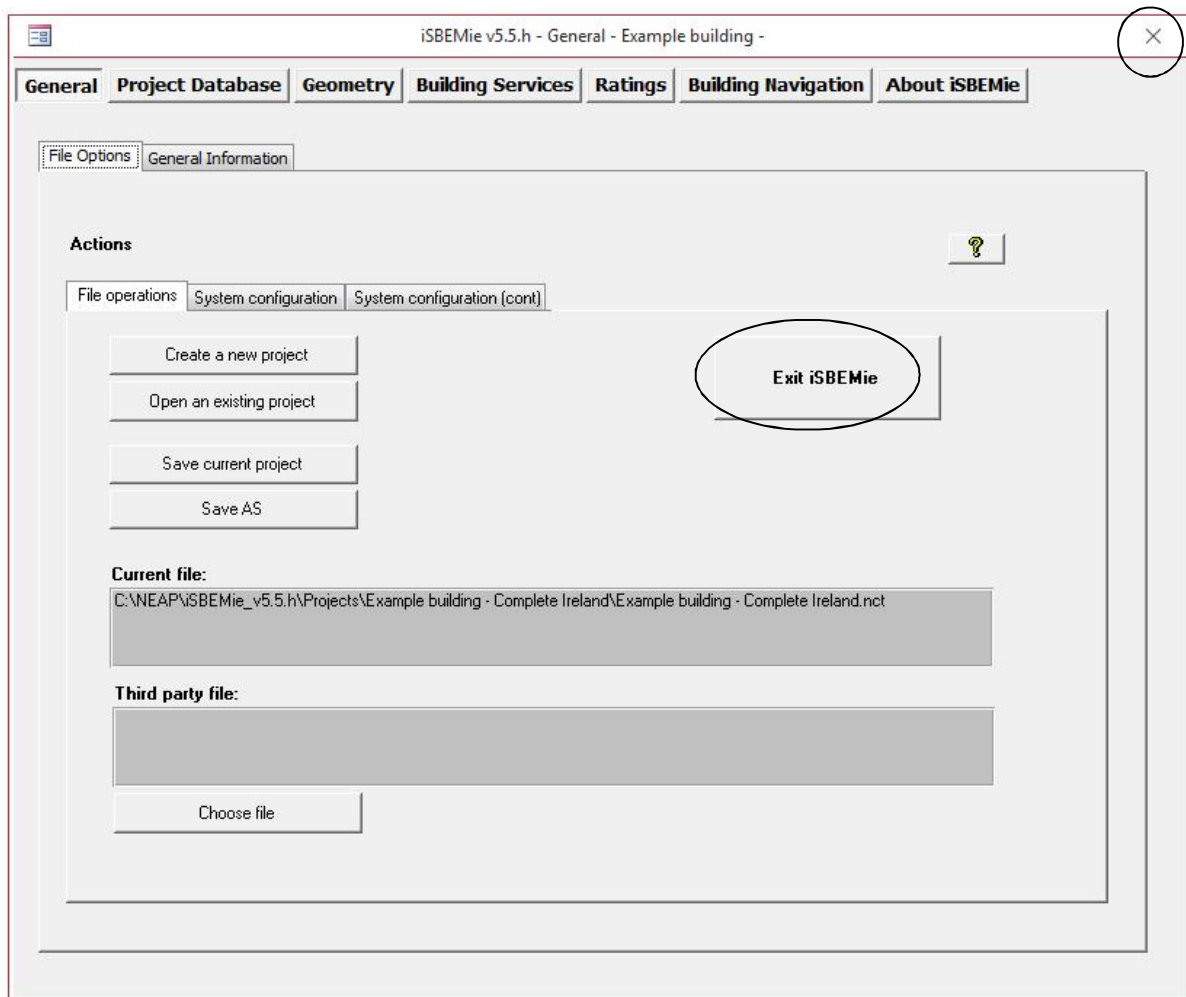 iSBEMie v5.5.h - General - Example building -
General Project Database Geometry Building Services Ratings Building Navigation About iSBEMie
File Options General Information
Actions
?
File operations System configuration System configuration (cont)
Create a new project
Exit iSBEMie
Open an existing project
Save current project
Save AS
Current file:
C:\NEAP\iSBEMie_v5.5.h\Projects\Example building - Complete Ireland\Example building - Complete Ireland.nct
Third party file:
Choose file